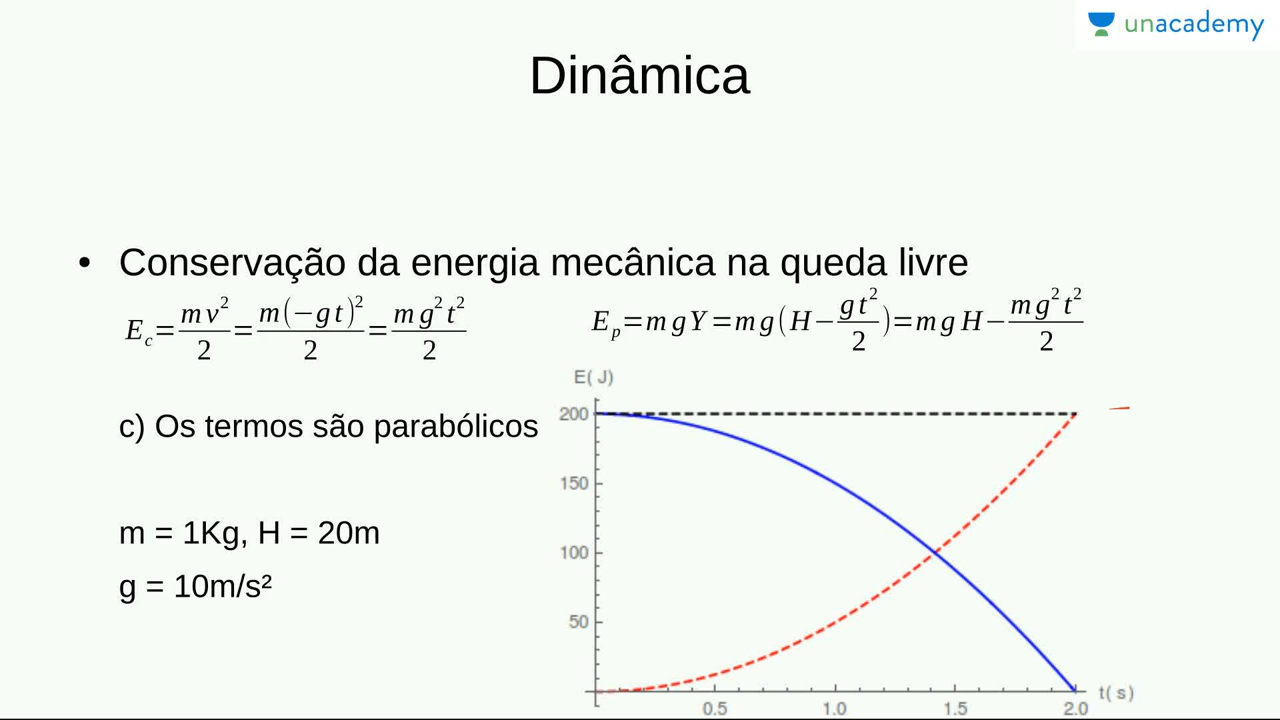 unacademy
Dinâmica
• Conservação da energia mecânica na queda livre
E_c = mv²/2 = m(−gt)²/2 = mg²t²/2
E_p = mgY = mg(H − gt²/2) = mgH − mg²t²/2
E( J)
c) Os termos são parabólicos
200
150
m = 1Kg, H = 20m
100
g = 10m/s²
50
t( s)
0.5 1.0 1.5 2.0